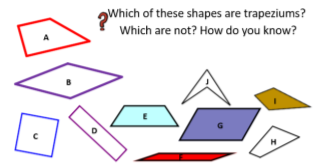 ?Which of these shapes are trapeziums?
Which are not? How do you know?
A
J
B
I
E
G
C
D
H